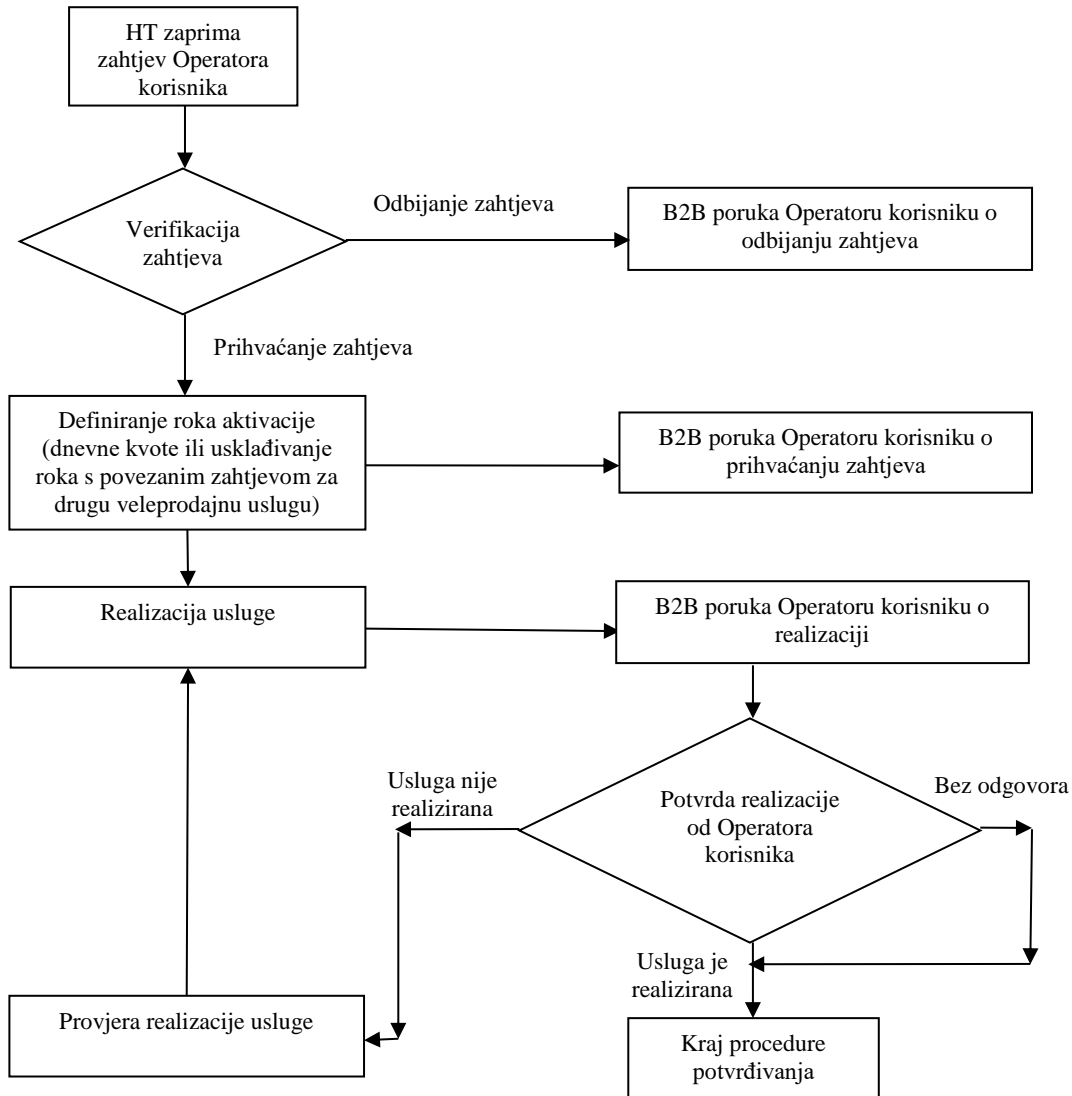 HT zaprima
zahtjev Operatora
korisnika
Verifikacija
zahtjeva
Odbijanje zahtjeva
B2B poruka Operatoru korisniku o
odbijanju zahtjeva
Prihvaćanje zahtjeva
Definiranje roka aktivacije
(dnevne kvote ili usklađivanje
roka s povezanim zahtjevom za
drugu veleprodajnu uslugu)
B2B poruka Operatoru korisniku o
prihvaćanju zahtjeva
Realizacija usluge
B2B poruka Operatoru korisniku o
realizaciji
Usluga nije
realizirana
Potvrda realizacije
od Operatora
korisnika
Bez odgovora
Usluga je
realizirana
Provjera realizacije usluge
Kraj procedure
potvrđivanja